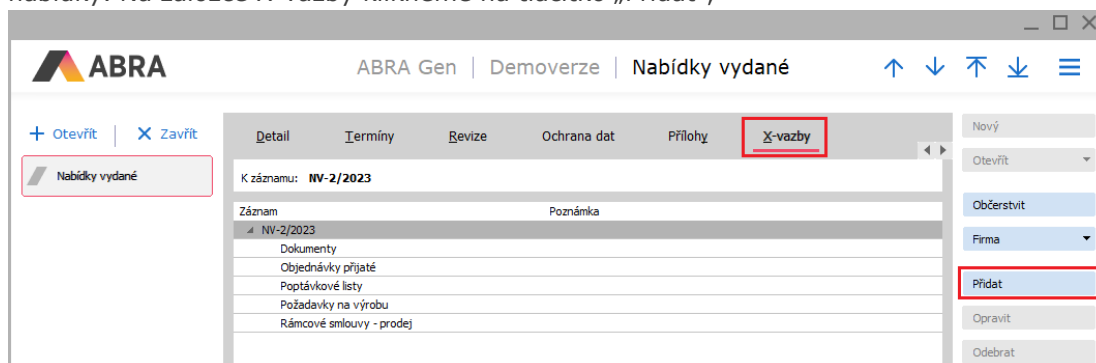 nabídky. Na záložce X-vazby klikneme na tlačítko „Přidat",
ABRA
ABRA Gen | Demoverze | Nabídky vydané
+ Otevřít | X Zavřít
Nabídky vydané
Detail Termíny Revize Ochrana dat Přílohy X-vazby
K záznamu: NV-2/2023
Záznam Poznámka
NV-2/2023
Dokumenty
Objednávky přijaté
Poptávkové listy
Požadavky na výrobu
Rámcové smlouvy - prodej
Nový
Otevřít
Občerstvit
Firma
Přidat
Opravit
Odebrat